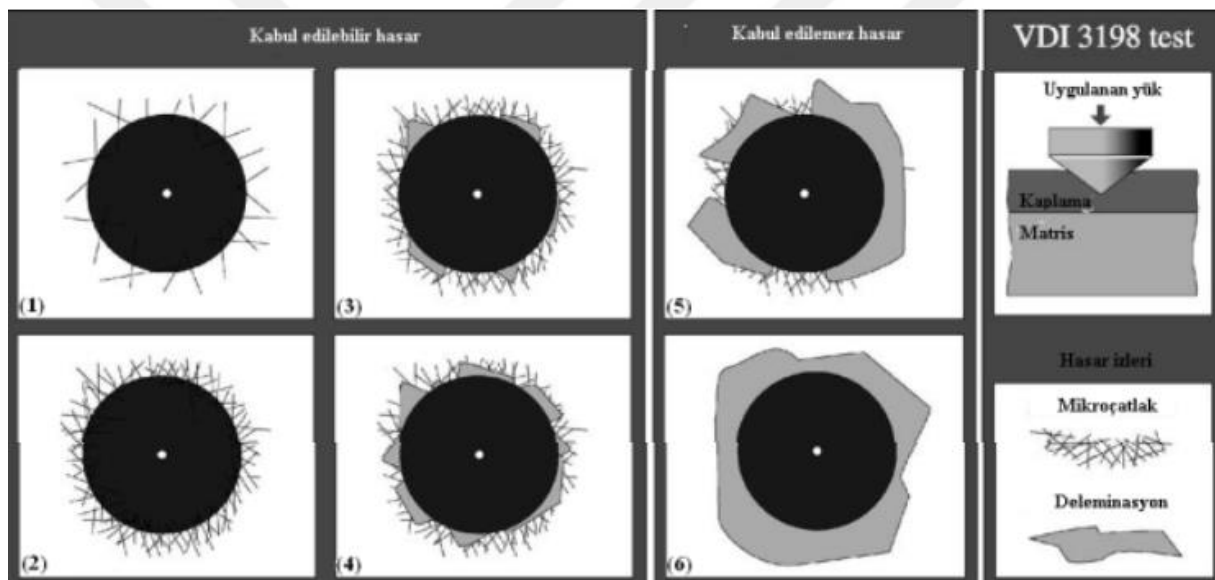 Kabul edilebilir hasar
Kabul edilemez hasar
VDI 3198 test
(1)
(3)
(5)
Uygulanan yük
Kaplama
Matris
(2)
(4)
(6)
Hasar izleri
Mikroçatlak
Deleminasyon